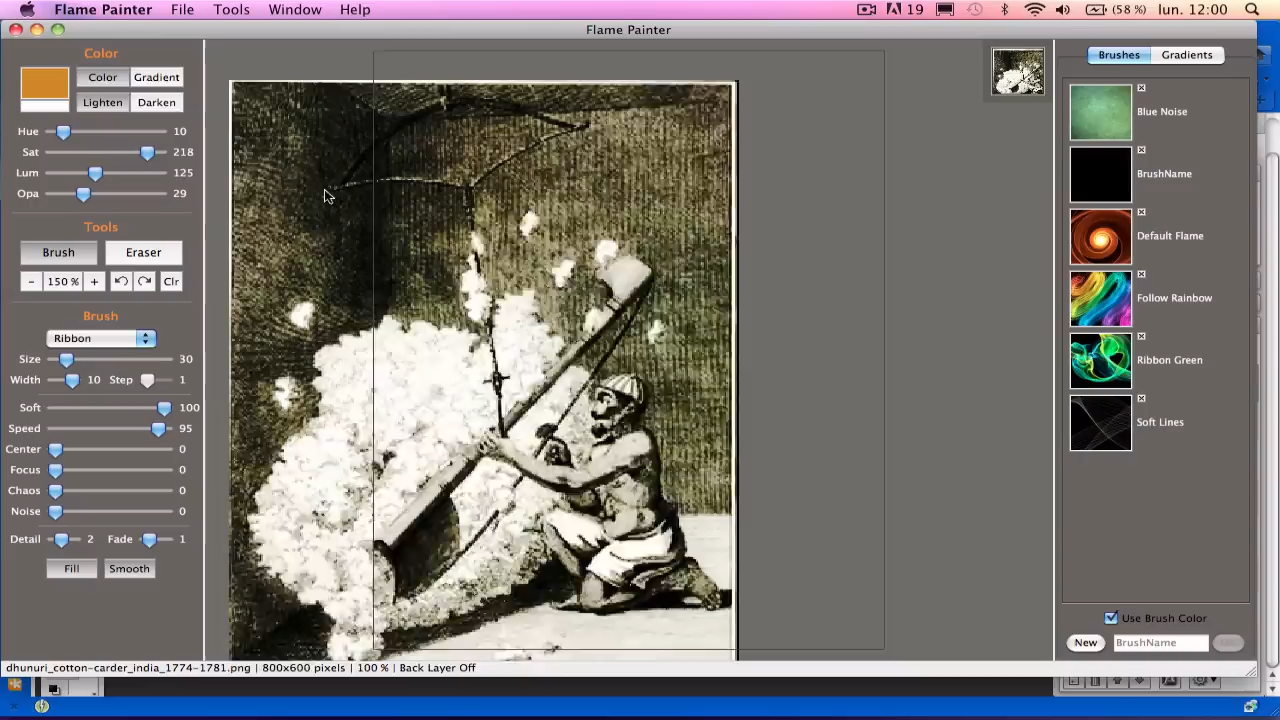 Flame Painter File Tools Window Help 19 (58 %) lun. 12:00
Flame Painter
Color
Color Gradient
Lighten Darken
Hue 10
Sat 218
Lum 125
Opa 29
Tools
Brush Eraser
- 150 % + Clr
Brush
Ribbon
Size 30
Width 10 Step 1
Soft 100
Speed 95
Center 0
Focus 0
Chaos 0
Noise 0
Detail 2 Fade 1
Fill Smooth
Brushes Gradients
Blue Noise
BrushName
Default Flame
Follow Rainbow
Ribbon Green
Soft Lines
Use Brush Color
New BrushName
dhunuri_cotton-carder_india_1774-1781.png | 800x600 pixels | 100 % | Back Layer Off